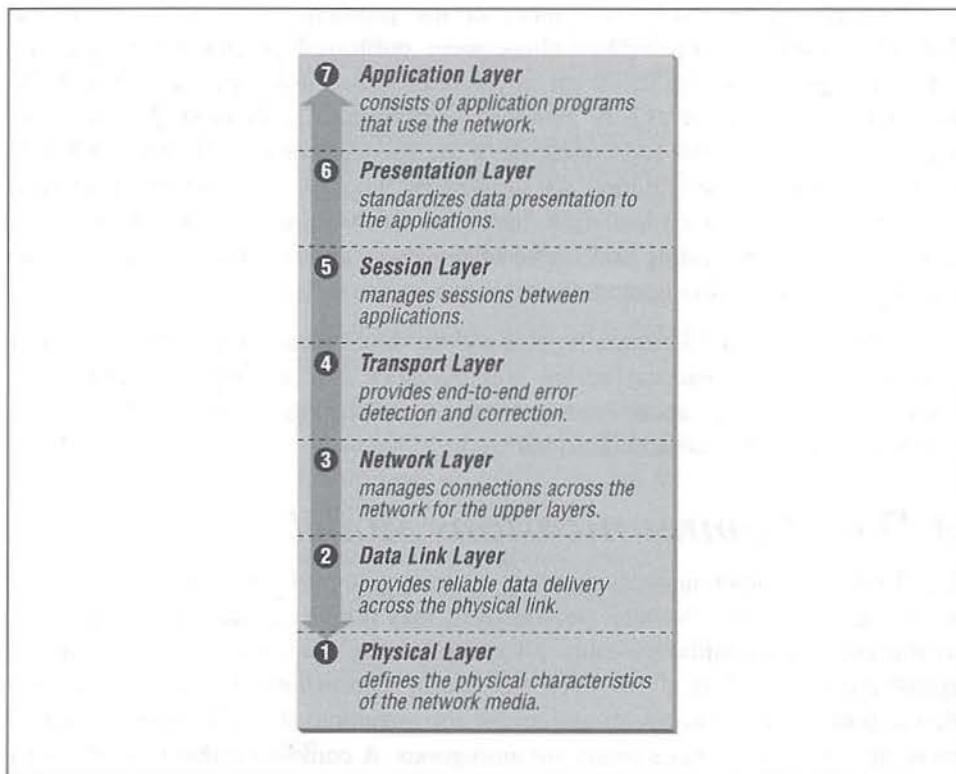 7 Application Layer
consists of application programs
that use the network.
6 Presentation Layer
standardizes data presentation to
the applications.
5 Session Layer
manages sessions between
applications.
4 Transport Layer
provides end-to-end error
detection and correction.
3 Network Layer
manages connections across the
network for the upper layers.
2 Data Link Layer
provides reliable data delivery
across the physical link.
1 Physical Layer
defines the physical characteristics
of the network media.